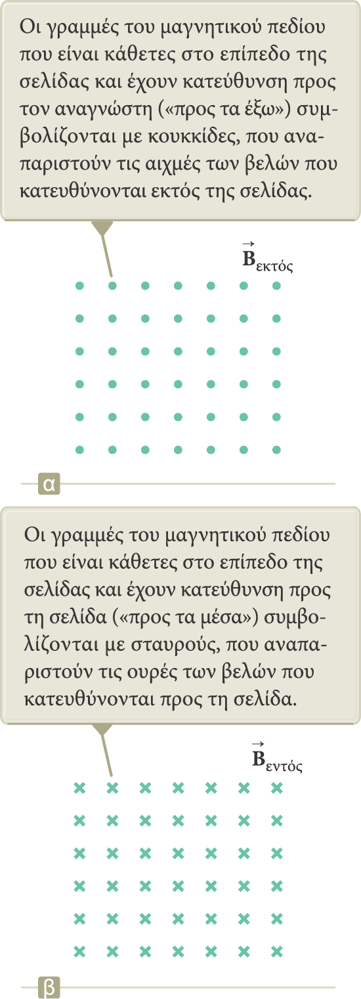 Οι γραμμές του μαγνητικού πεδίου
που είναι κάθετες στο επίπεδο της
σελίδας και έχουν κατεύθυνση προς
τον αναγνώστη («προς τα έξω») συμ-
βολίζονται με κουκκίδες, που ανα-
παριστούν τις αιχμές των βελών που
κατευθύνονται εκτός της σελίδας.
B⃗εκτός
α
Οι γραμμές του μαγνητικού πεδίου
που είναι κάθετες στο επίπεδο της
σελίδας και έχουν κατεύθυνση προς
τη σελίδα («προς τα μέσα») συμβο-
λίζονται με σταυρούς, που αναπα-
ριστούν τις ουρές των βελών που
κατευθύνονται προς τη σελίδα.
B⃗εντός
β